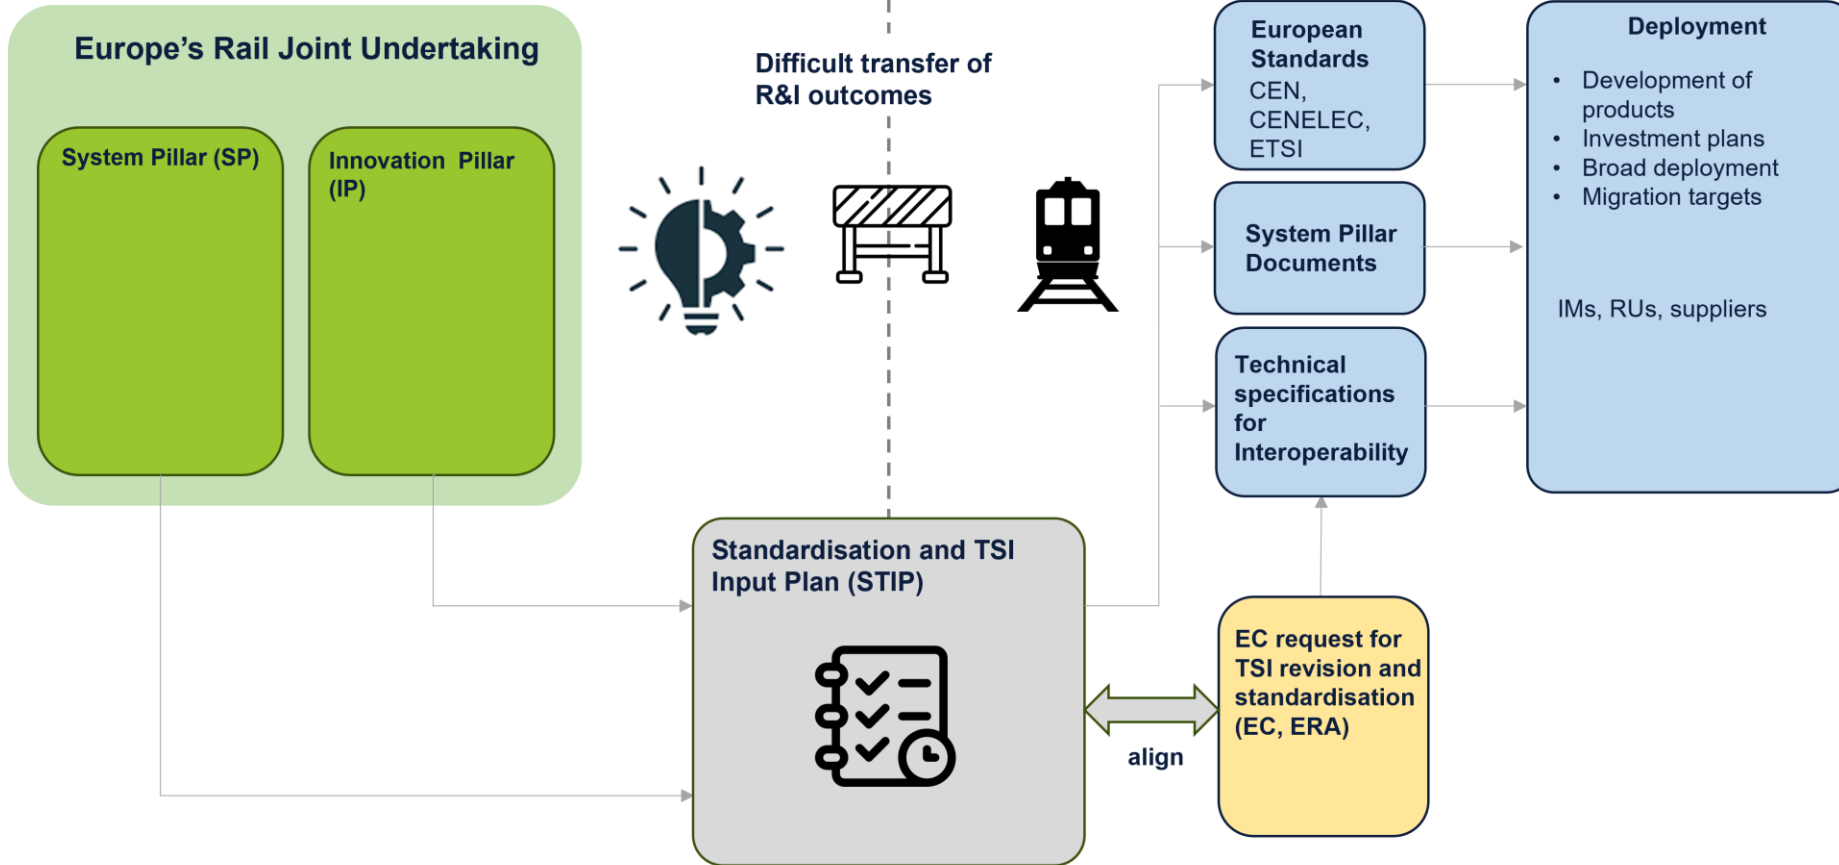 Europe's Rail Joint Undertaking
System Pillar (SP)
Innovation Pillar
(IP)
Difficult transfer of
R&I outcomes
European
Standards
CEN,
CENELEC,
ETSI
System Pillar
Documents
Technical
specifications
for
Interoperability
Deployment
• Development of
products
• Investment plans
• Broad deployment
• Migration targets
IMs, RUs, suppliers
Standardisation and TSI
Input Plan (STIP)
align
EC request for
TSI revision and
standardisation
(EC, ERA)